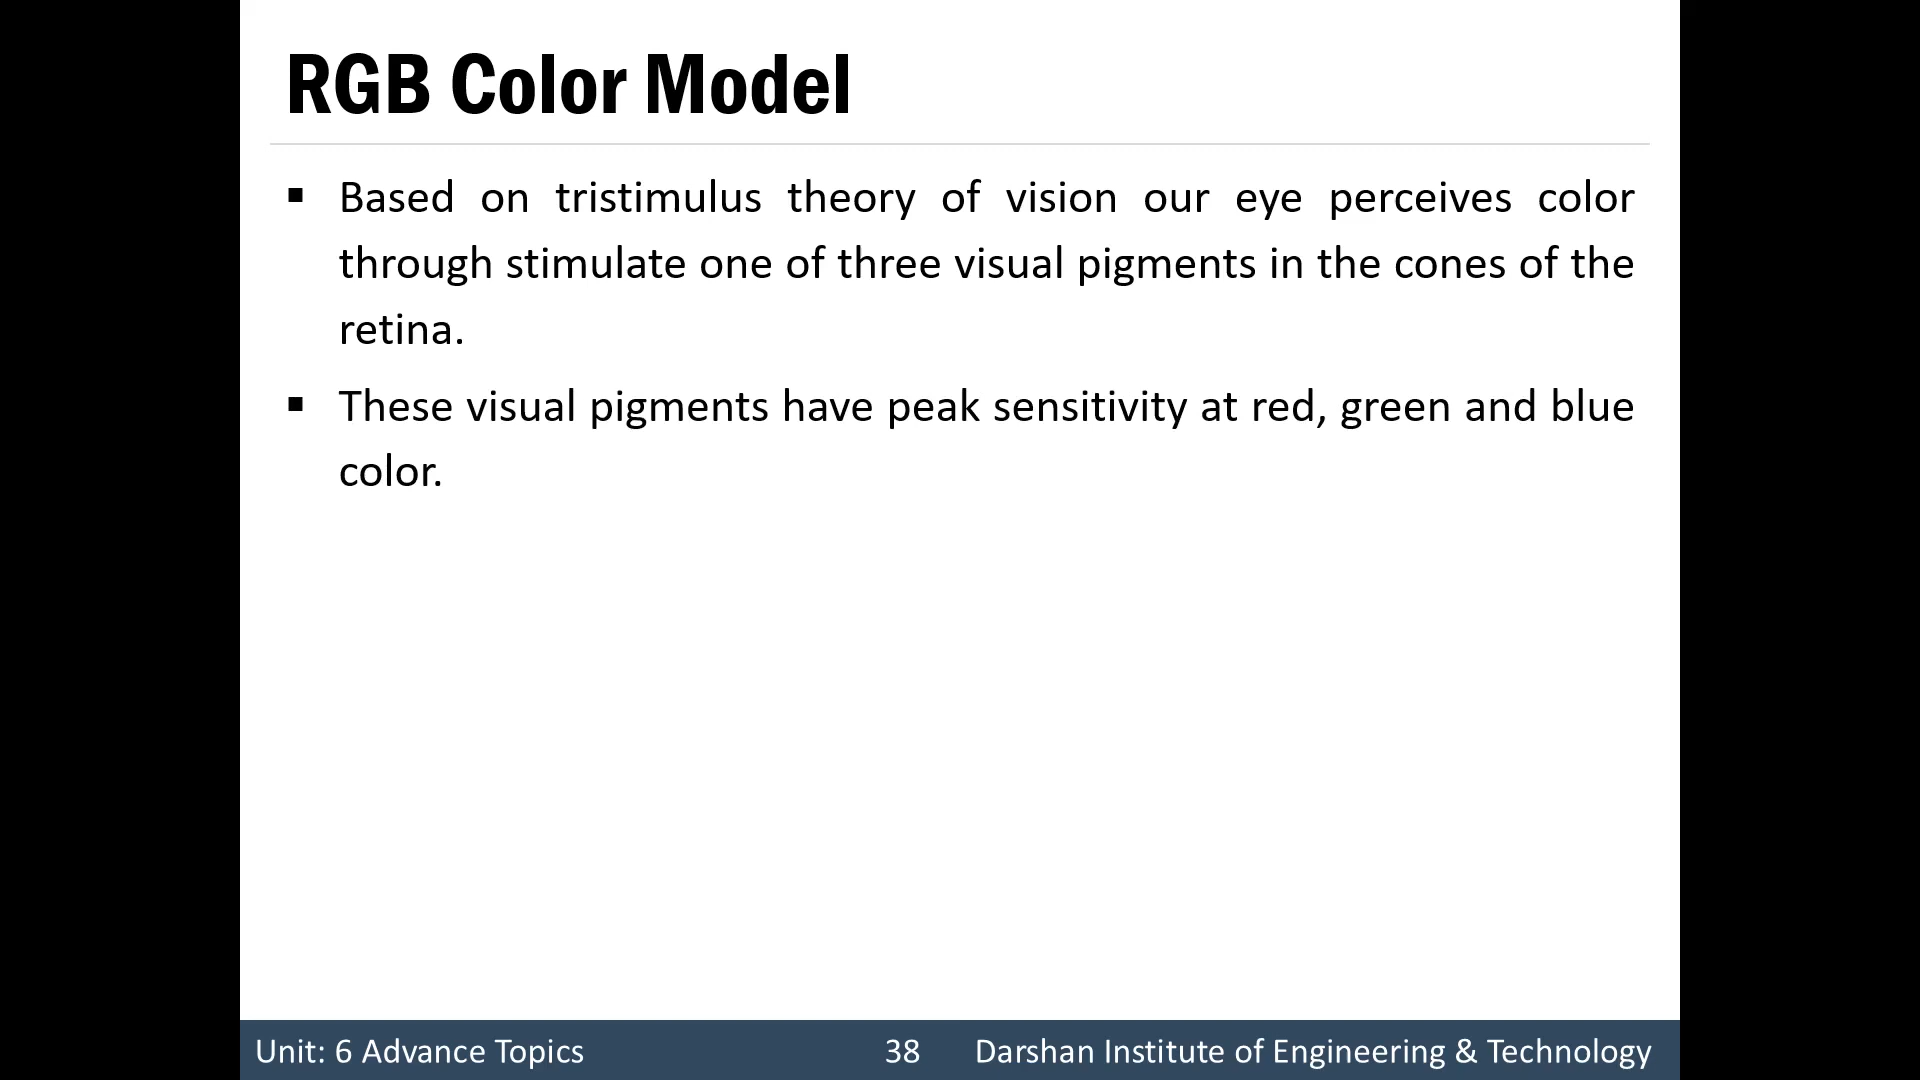 RGB Color Model
▪ Based on tristimulus theory of vision our eye perceives color
through stimulate one of three visual pigments in the cones of the
retina.
▪ These visual pigments have peak sensitivity at red, green and blue
color.
Unit: 6 Advance Topics 38 Darshan Institute of Engineering & Technology